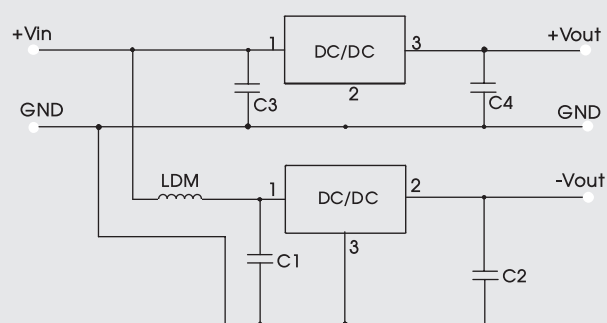 +Vin
1
DC/DC
3
+Vout
2
C3
C4
GND
GND
LDM
1
DC/DC
2
-Vout
3
C1
C2